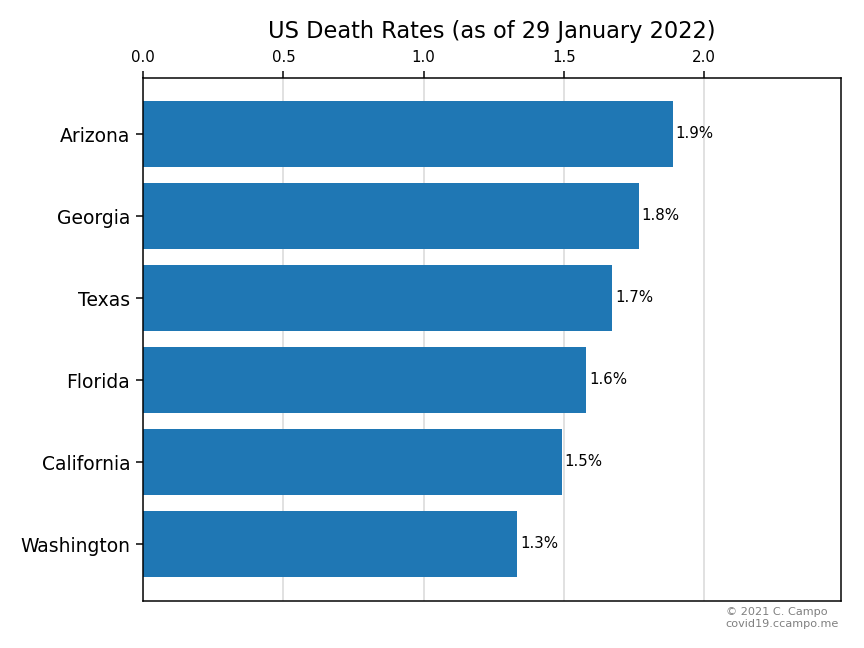 US Death Rates (as of 29 January 2022)
0.0 0.5 1.0 1.5 2.0
Arizona 1.9%
Georgia 1.8%
Texas 1.7%
Florida 1.6%
California 1.5%
Washington 1.3%
© 2021 C. Campo
covid19.ccampo.me